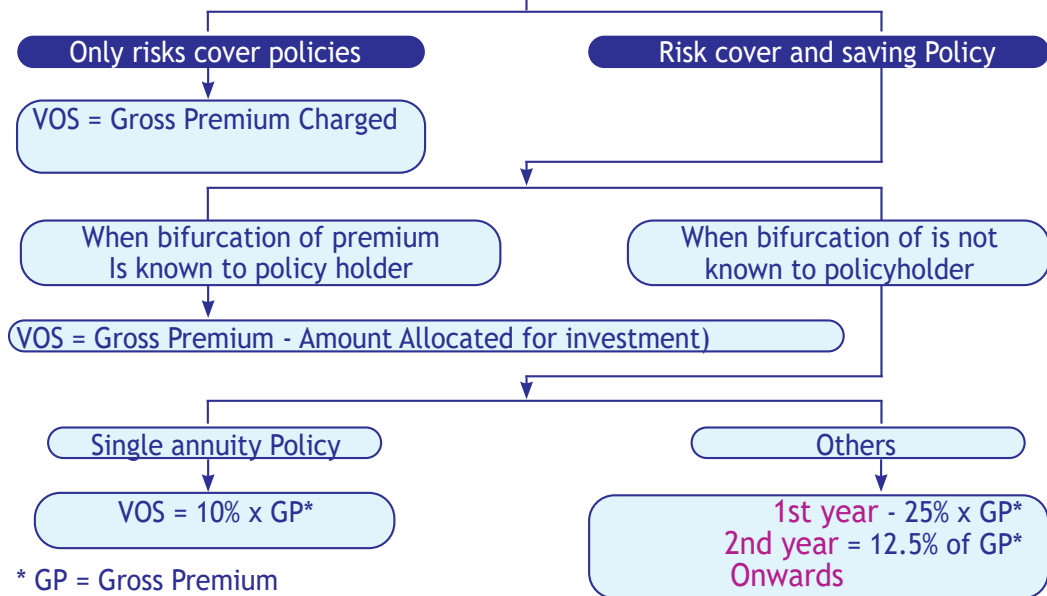 Only risks cover policies
Risk cover and saving Policy
VOS = Gross Premium Charged
When bifurcation of premium
Is known to policy holder
When bifurcation of is not
known to policyholder
VOS = Gross Premium - Amount Allocated for investment)
Single annuity Policy
Others
VOS = 10% x GP*
1st year - 25% x GP*
2nd year = 12.5% of GP*
Onwards
* GP = Gross Premium